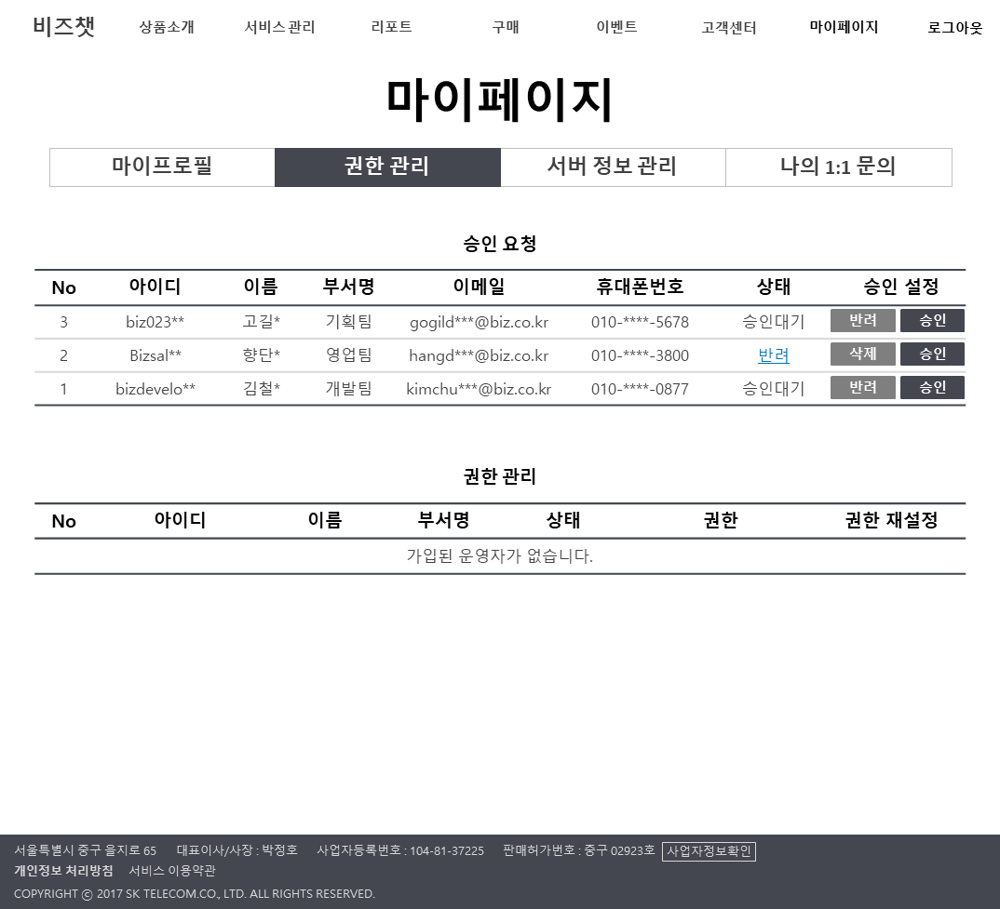 비즈챗 상품소개 서비스 관리 리포트 구매 이벤트 고객센터 마이페이지 로그아웃
마이페이지
마이프로필 권한 관리 서버 정보 관리 나의 1:1 문의
승인 요청
No 아이디 이름 부서명 이메일 휴대폰번호 상태 승인 설정
3 biz023** 고길* 기획팀 gogild***@biz.co.kr 010-****-5678 승인대기 반려 승인
2 Bizsal** 향단* 영업팀 hangd***@biz.co.kr 010-****-3800 반려 삭제 승인
1 bizdevelo** 김철* 개발팀 kimchu***@biz.co.kr 010-****-0877 승인대기 반려 승인
권한 관리
No 아이디 이름 부서명 상태 권한 권한 재설정
가입된 운영자가 없습니다.
서울특별시 중구 을지로 65 대표이사/사장 : 박정호 사업자등록번호 : 104-81-37225 판매허가번호 : 중구 02923호 사업자정보확인
개인정보 처리방침 서비스 이용약관
COPYRIGHT ⓒ 2017 SK TELECOM.CO., LTD. ALL RIGHTS RESERVED.